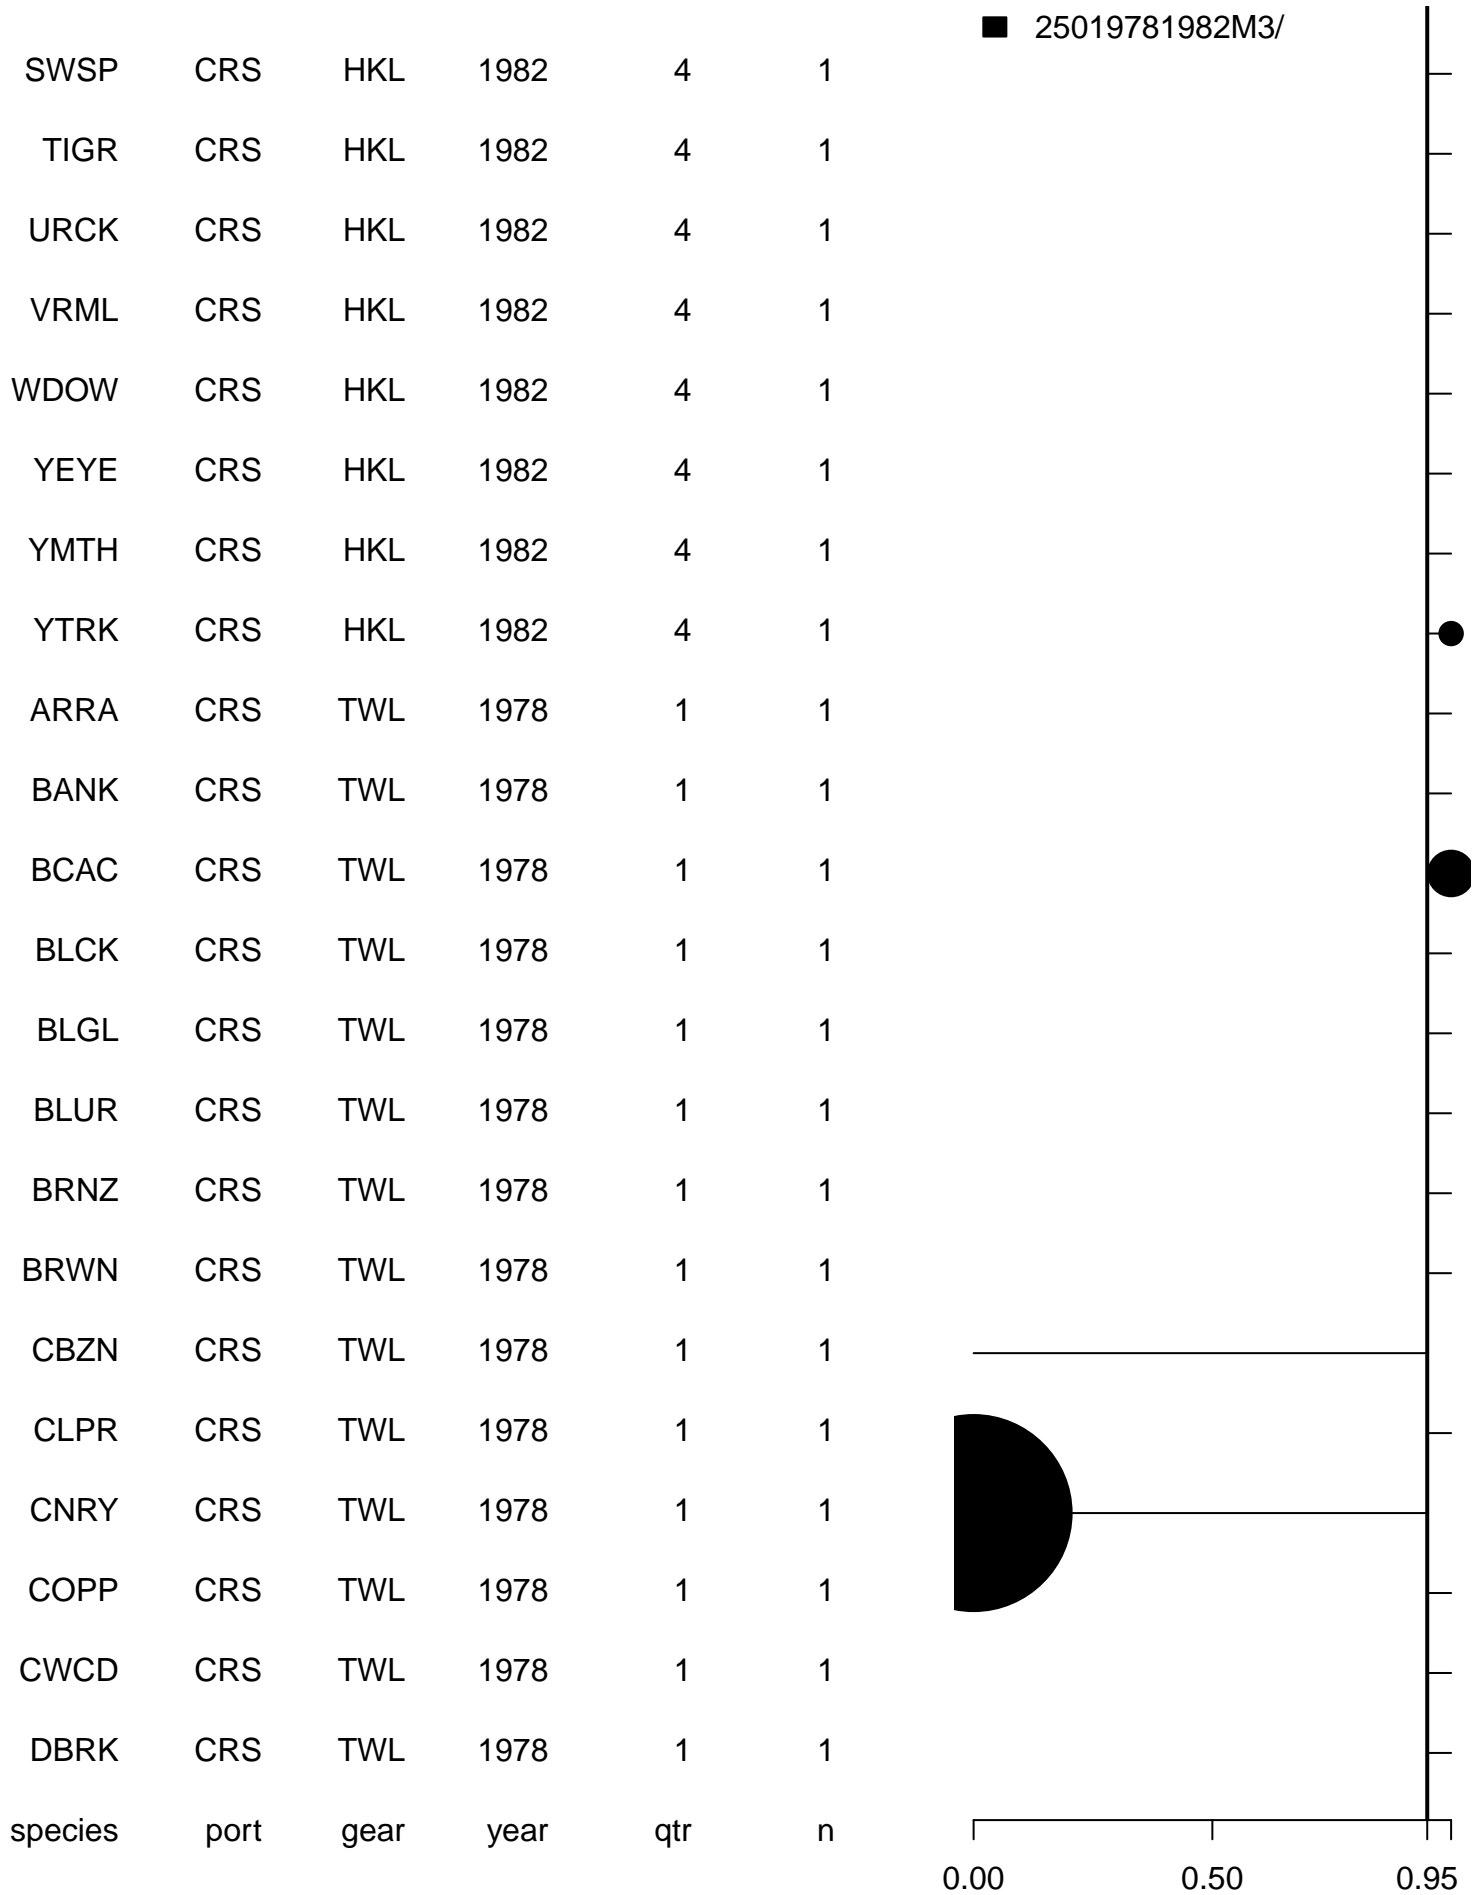 25019781982M3/
SWSP CRS HKL 1982 4 1
TIGR CRS HKL 1982 4 1
URCK CRS HKL 1982 4 1
VRML CRS HKL 1982 4 1
WDOW CRS HKL 1982 4 1
YEYE CRS HKL 1982 4 1
YMTH CRS HKL 1982 4 1
YTRK CRS HKL 1982 4 1
ARRA CRS TWL 1978 1 1
BANK CRS TWL 1978 1 1
BCAC CRS TWL 1978 1 1
BLCK CRS TWL 1978 1 1
BLGL CRS TWL 1978 1 1
BLUR CRS TWL 1978 1 1
BRNZ CRS TWL 1978 1 1
BRWN CRS TWL 1978 1 1
CBZN CRS TWL 1978 1 1
CLPR CRS TWL 1978 1 1
CNRY CRS TWL 1978 1 1
COPP CRS TWL 1978 1 1
CWCD CRS TWL 1978 1 1
DBRK CRS TWL 1978 1 1
species port gear year qtr n
0.00 0.50 0.95